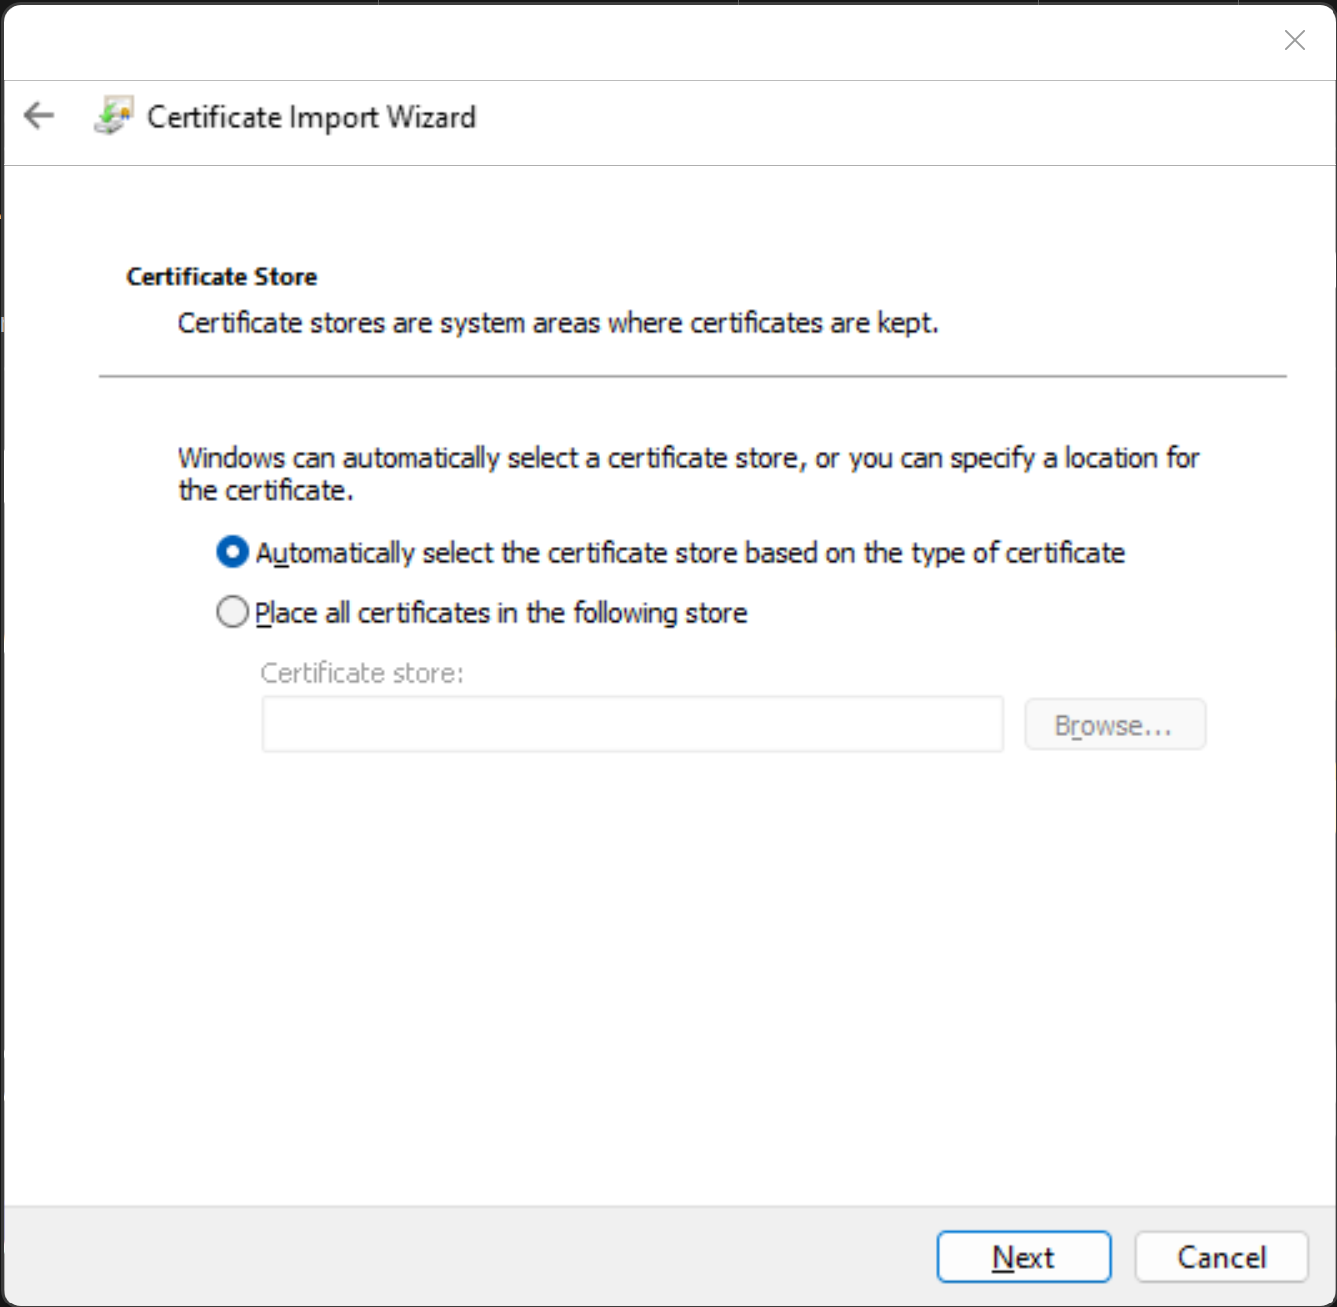 Certificate Import Wizard
Certificate Store
Certificate stores are system areas where certificates are kept.
Windows can automatically select a certificate store, or you can specify a location for
the certificate.
Automatically select the certificate store based on the type of certificate
Place all certificates in the following store
Certificate store:
Browse...
Next
Cancel